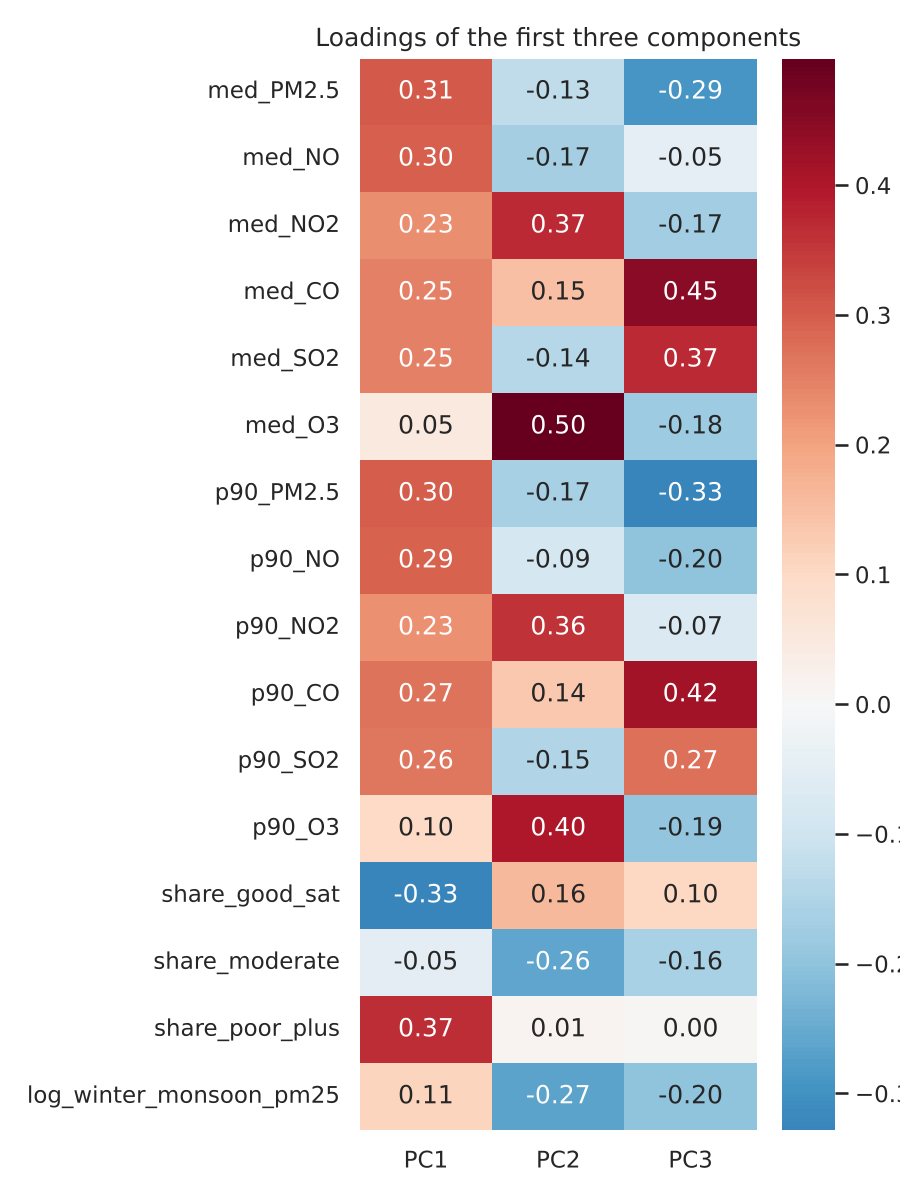 Loadings of the first three components
med_PM2.5 0.31 -0.13 -0.29
med_NO 0.30 -0.17 -0.05
med_NO2 0.23 0.37 -0.17
med_CO 0.25 0.15 0.45
med_SO2 0.25 -0.14 0.37
med_O3 0.05 0.50 -0.18
p90_PM2.5 0.30 -0.17 -0.33
p90_NO 0.29 -0.09 -0.20
p90_NO2 0.23 0.36 -0.07
p90_CO 0.27 0.14 0.42
p90_SO2 0.26 -0.15 0.27
p90_O3 0.10 0.40 -0.19
share_good_sat -0.33 0.16 0.10
share_moderate -0.05 -0.26 -0.16
share_poor_plus 0.37 0.01 0.00
log_winter_monsoon_pm25 0.11 -0.27 -0.20
PC1 PC2 PC3
0.4
0.3
0.2
0.1
0.0